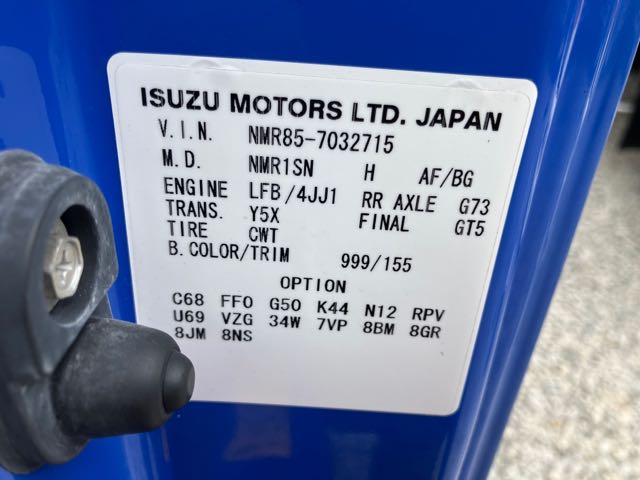 ISUZU MOTORS LTD. JAPAN
V.I.N. NMR85-7032715
M.D. NMR1SN H AF/BG
ENGINE LFB/4JJ1 RR AXLE G73
TRANS. Y5X FINAL GT5
TIRE CWT
B.COLOR/TRIM 999/155
OPTION
C68 FF0 G50 K44 N12 RPV
U69 VZG 34W 7VP 8BM 8GR
8JM 8NS